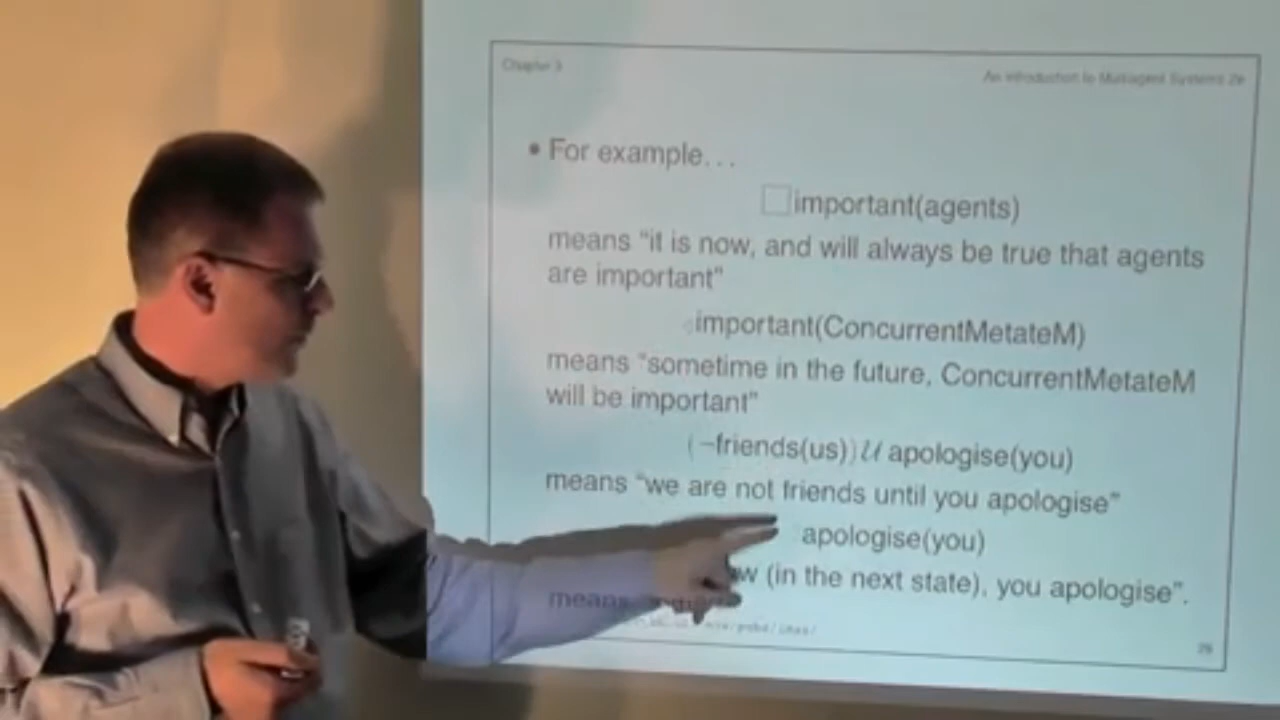 Chapter 3
An Introduction to Multiagent Systems 2e
• For example...
□important(agents)
means "it is now, and will always be true that agents
are important"
◇important(ConcurrentMetateM)
means "sometime in the future, ConcurrentMetateM
will be important"
(¬friends(us)) U apologise(you)
means "we are not friends until you apologise"
apologise(you)
means (in the next state), you apologise".